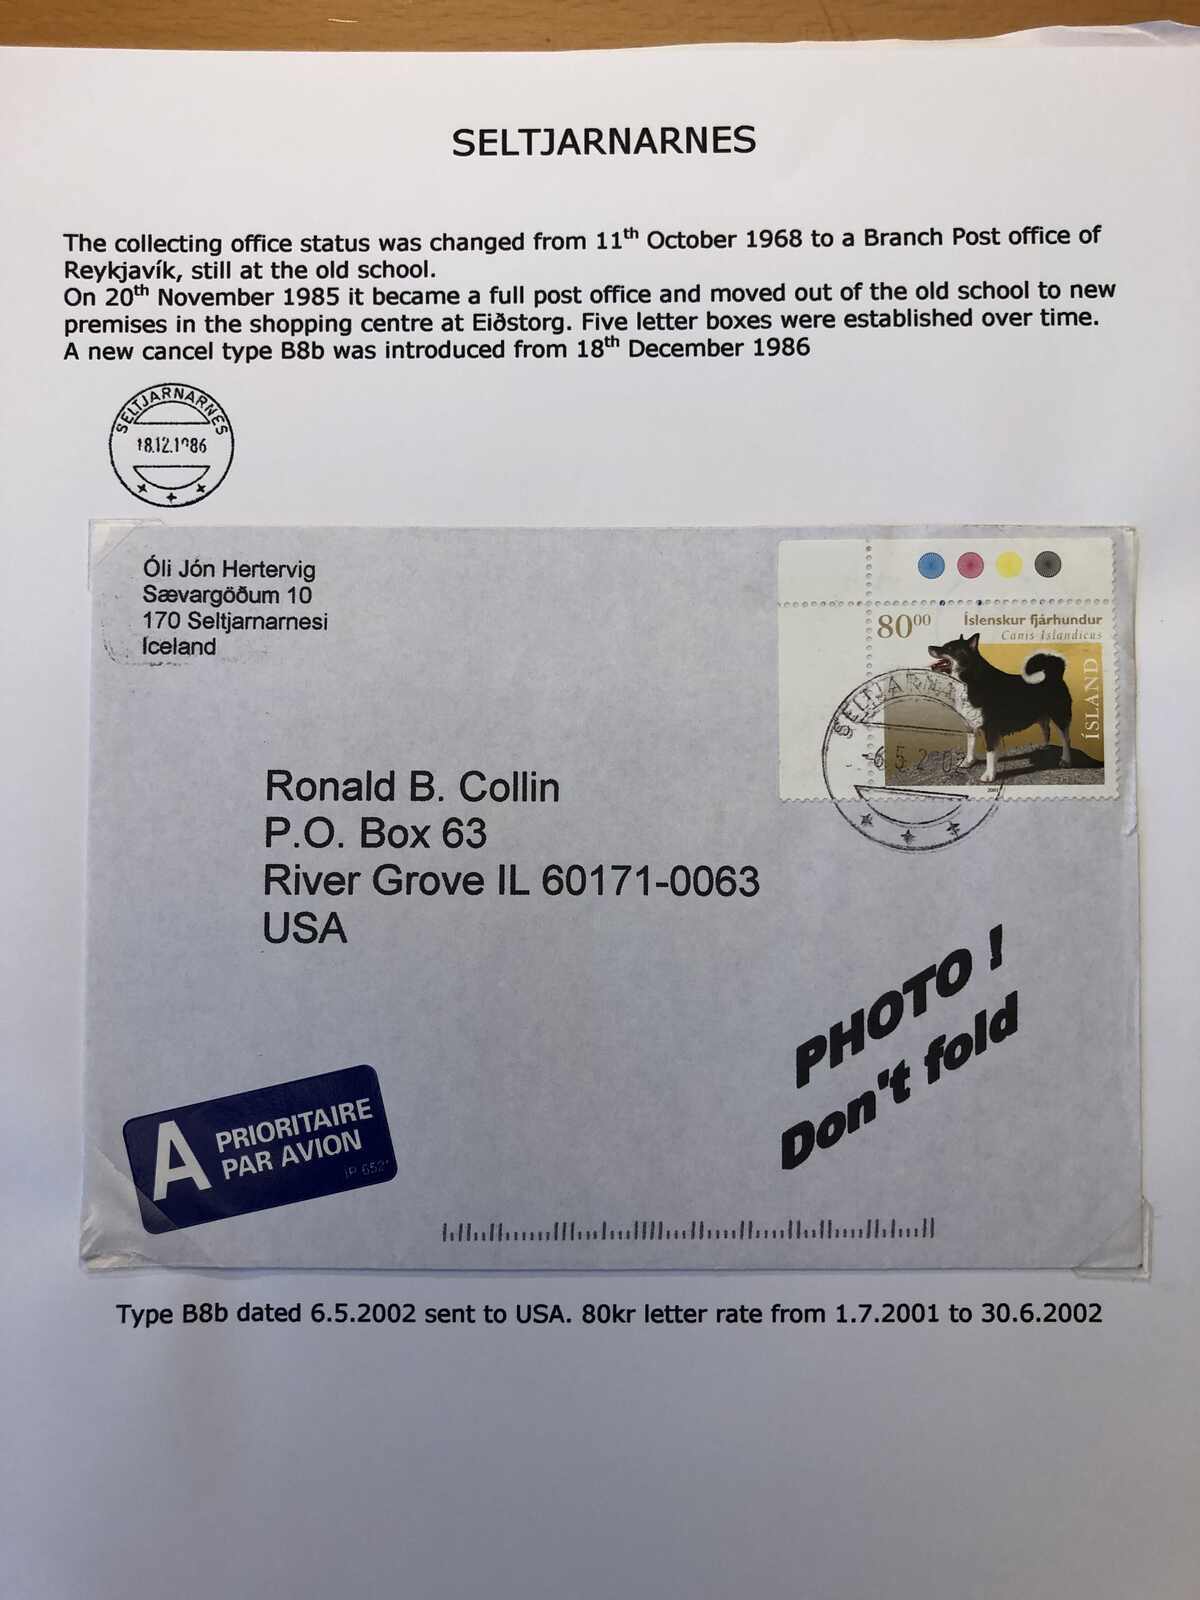 SELTJARNARNES
The collecting office status was changed from 11th October 1968 to a Branch Post office of
Reykjavík, still at the old school.
On 20th November 1985 it became a full post office and moved out of the old school to new
premises in the shopping centre at Eiðstorg. Five letter boxes were established over time.
A new cancel type B8b was introduced from 18th December 1986
SELTJARNARNES
18.12.1986
Óli Jón Hertervig
Sævargöðum 10
170 Seltjarnarnesi
Iceland
8000 Íslenskur fjárhundur
Canis Islandicus
ÍSLAND
2001
SELTJARNA
-6.5.2002
Ronald B. Collin
P.O. Box 63
River Grove IL 60171-0063
USA
PHOTO !
Don't fold
A PRIORITAIRE
PAR AVION
Type B8b dated 6.5.2002 sent to USA. 80kr letter rate from 1.7.2001 to 30.6.2002